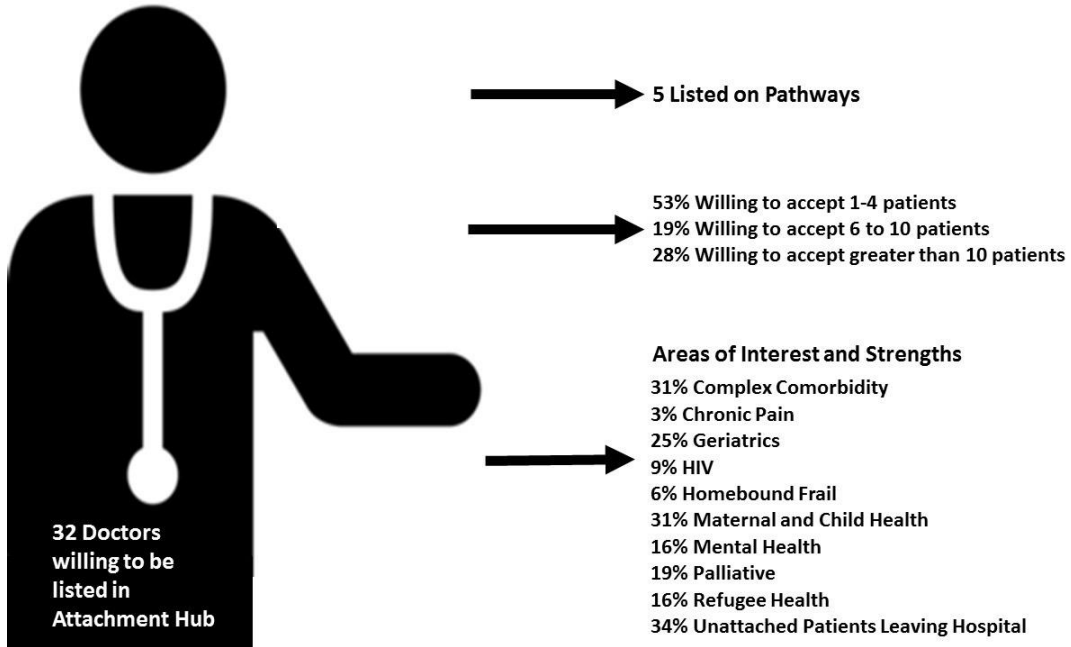 5 Listed on Pathways
53% Willing to accept 1-4 patients
19% Willing to accept 6 to 10 patients
28% Willing to accept greater than 10 patients
Areas of Interest and Strengths
31% Complex Comorbidity
3% Chronic Pain
25% Geriatrics
9% HIV
6% Homebound Frail
31% Maternal and Child Health
16% Mental Health
19% Palliative
16% Refugee Health
34% Unattached Patients Leaving Hospital
32 Doctors
willing to be
listed in
Attachment Hub